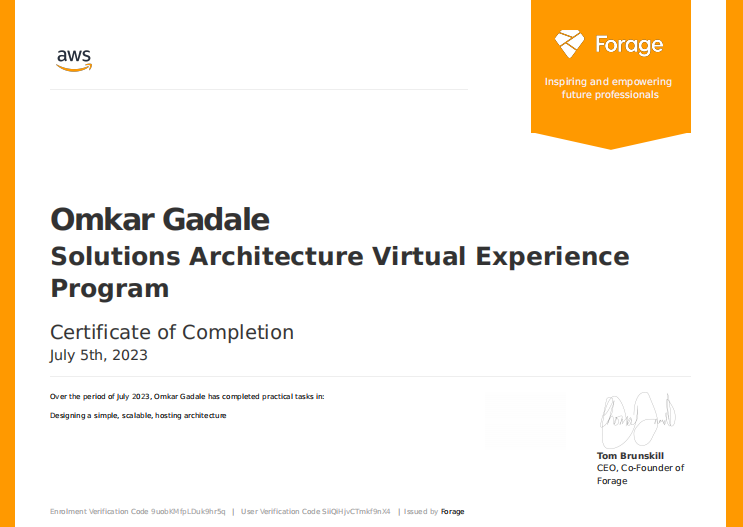 aws
Forage
Inspiring and empowering
future professionals
Omkar Gadale
Solutions Architecture Virtual Experience
Program
Certificate of Completion
July 5th, 2023
Over the period of July 2023, Omkar Gadale has completed practical tasks in:
Designing a simple, scalable, hosting architecture
Tom Brunskill
CEO, Co-Founder of
Forage
Enrolment Verification Code 9uobKMfpLDuk9hr5q | User Verification Code SiiQiHjvCTmkf9nX4 | Issued by Forage